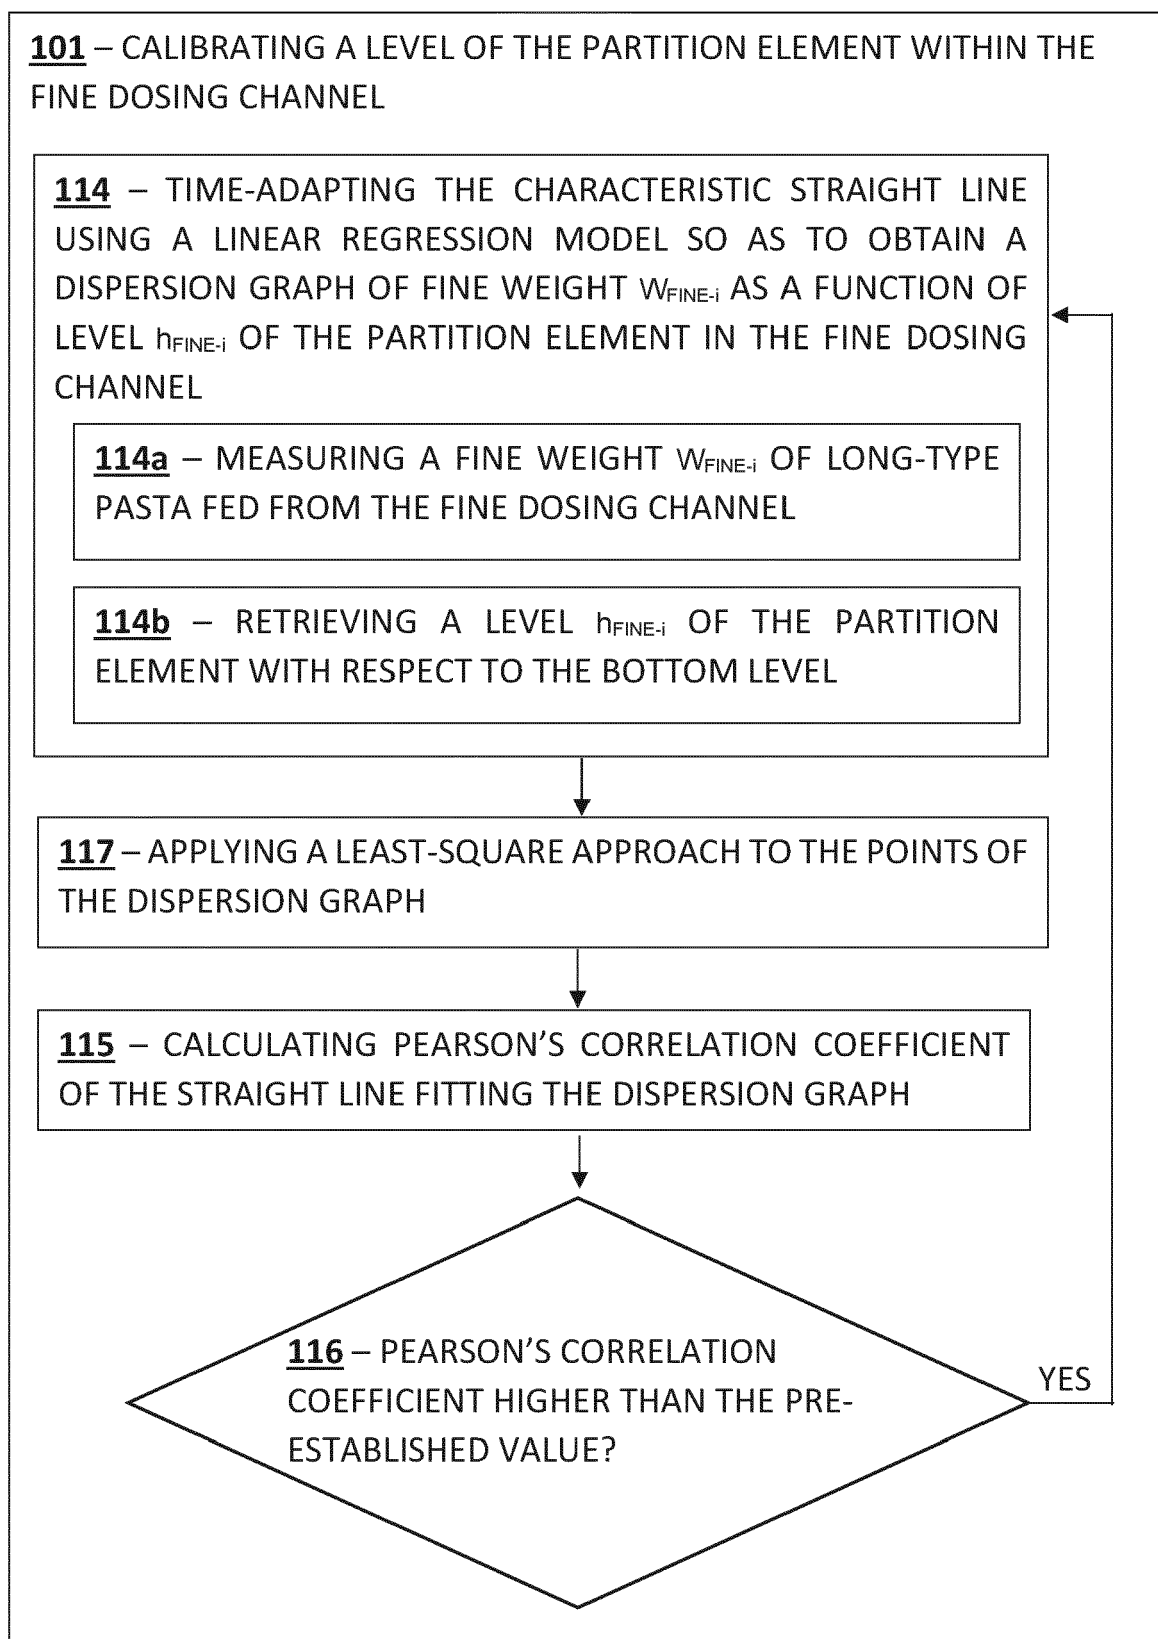 101 – CALIBRATING A LEVEL OF THE PARTITION ELEMENT WITHIN THE
FINE DOSING CHANNEL
114 – TIME-ADAPTING THE CHARACTERISTIC STRAIGHT LINE
USING A LINEAR REGRESSION MODEL SO AS TO OBTAIN A
DISPERSION GRAPH OF FINE WEIGHT WFINE-i AS A FUNCTION OF
LEVEL hFINE-i OF THE PARTITION ELEMENT IN THE FINE DOSING
CHANNEL
114a – MEASURING A FINE WEIGHT WFINE-i OF LONG-TYPE
PASTA FED FROM THE FINE DOSING CHANNEL
114b – RETRIEVING A LEVEL hFINE-i OF THE PARTITION
ELEMENT WITH RESPECT TO THE BOTTOM LEVEL
117 – APPLYING A LEAST-SQUARE APPROACH TO THE POINTS OF
THE DISPERSION GRAPH
115 – CALCULATING PEARSON’S CORRELATION COEFFICIENT
OF THE STRAIGHT LINE FITTING THE DISPERSION GRAPH
116 – PEARSON’S CORRELATION
COEFFICIENT HIGHER THAN THE PRE-
ESTABLISHED VALUE?
YES